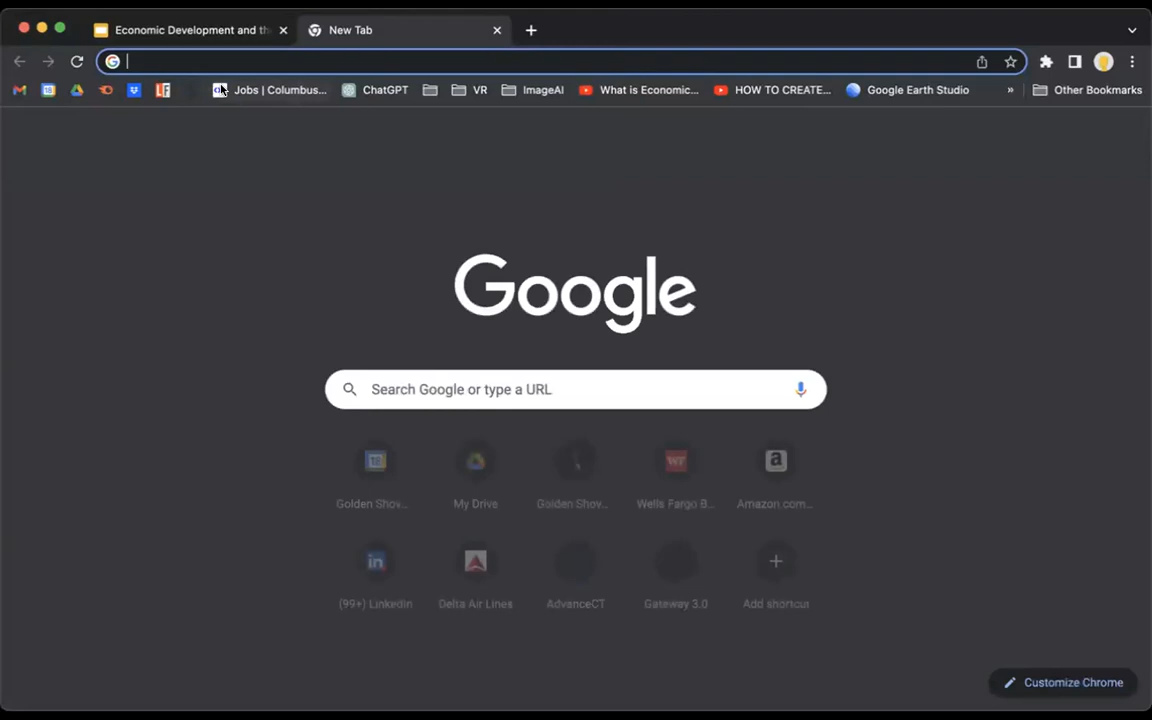 Economic Development and th
New Tab
Jobs | Columbus...
ChatGPT
VR
ImageAI
What is Economic...
HOW TO CREATE...
Google Earth Studio
»
Other Bookmarks
Google
Search Google or type a URL
Golden Shov...
My Drive
Golden Shov...
Wells Fargo B...
Amazon.com...
(99+) LinkedIn
Delta Air Lines
AdvanceCT
Gateway 3.0
Add shortcut
Customize Chrome